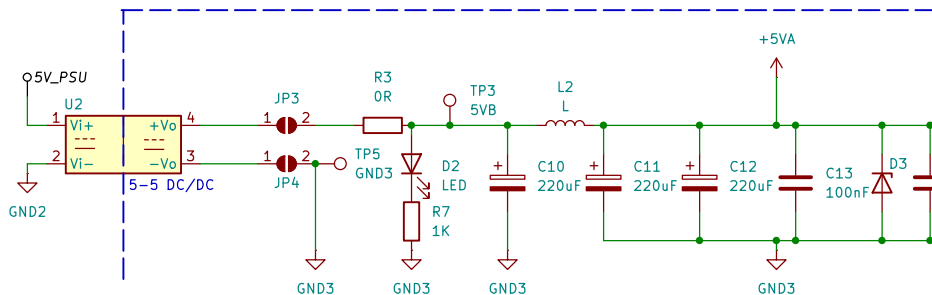 +5VA
5V_PSU
U2
1
Vi+
2
Vi-
+Vo
4
-Vo
3
5-5 DC/DC
GND2
JP3
1
2
1
2
JP4
R3
0R
TP5
GND3
GND3
TP3
5VB
D2
LED
R7
1K
GND3
L2
L
+
C10
220uF
GND3
+
C11
220uF
+
C12
220uF
C13
100nF
D3
GND3